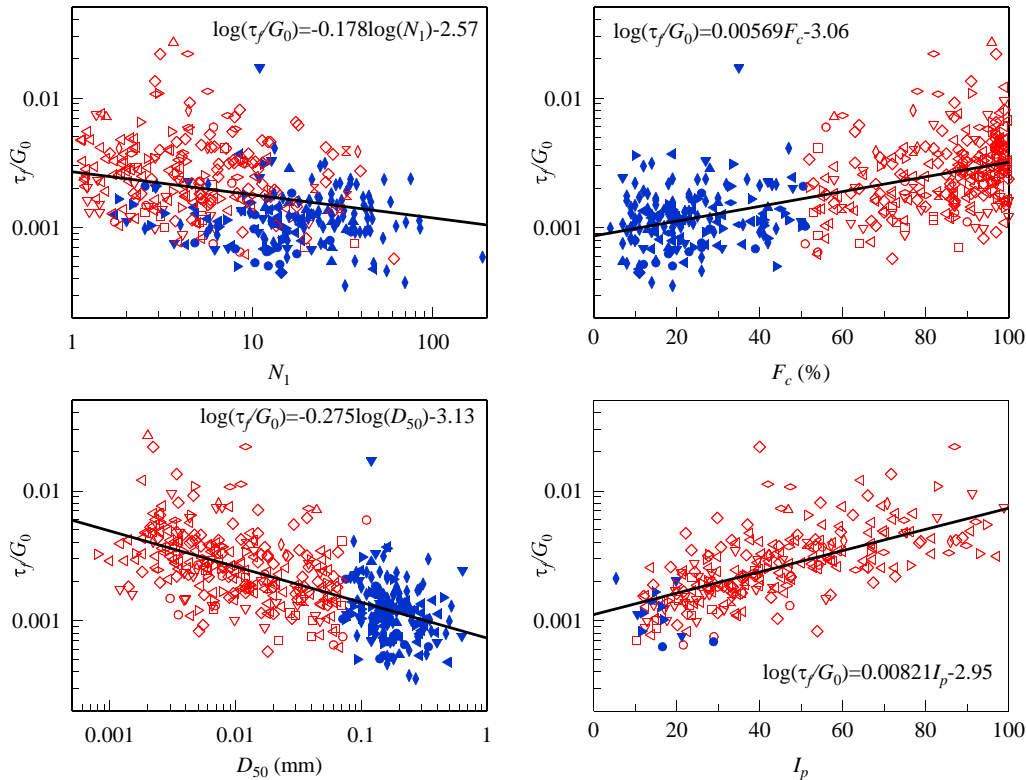 log(τf/G0)=-0.178log(N1)-2.57
0.01
0.001
τf/G0
1
10
100
N1
log(τf/G0)=0.00569Fc-3.06
0.01
0.001
τf/G0
0
20
40
60
80
100
Fc (%)
log(τf/G0)=-0.275log(D50)-3.13
0.01
0.001
τf/G0
0.001
0.01
0.1
1
D50 (mm)
0.01
0.001
τf/G0
log(τf/G0)=0.00821Ip-2.95
0
20
40
60
80
100
Ip